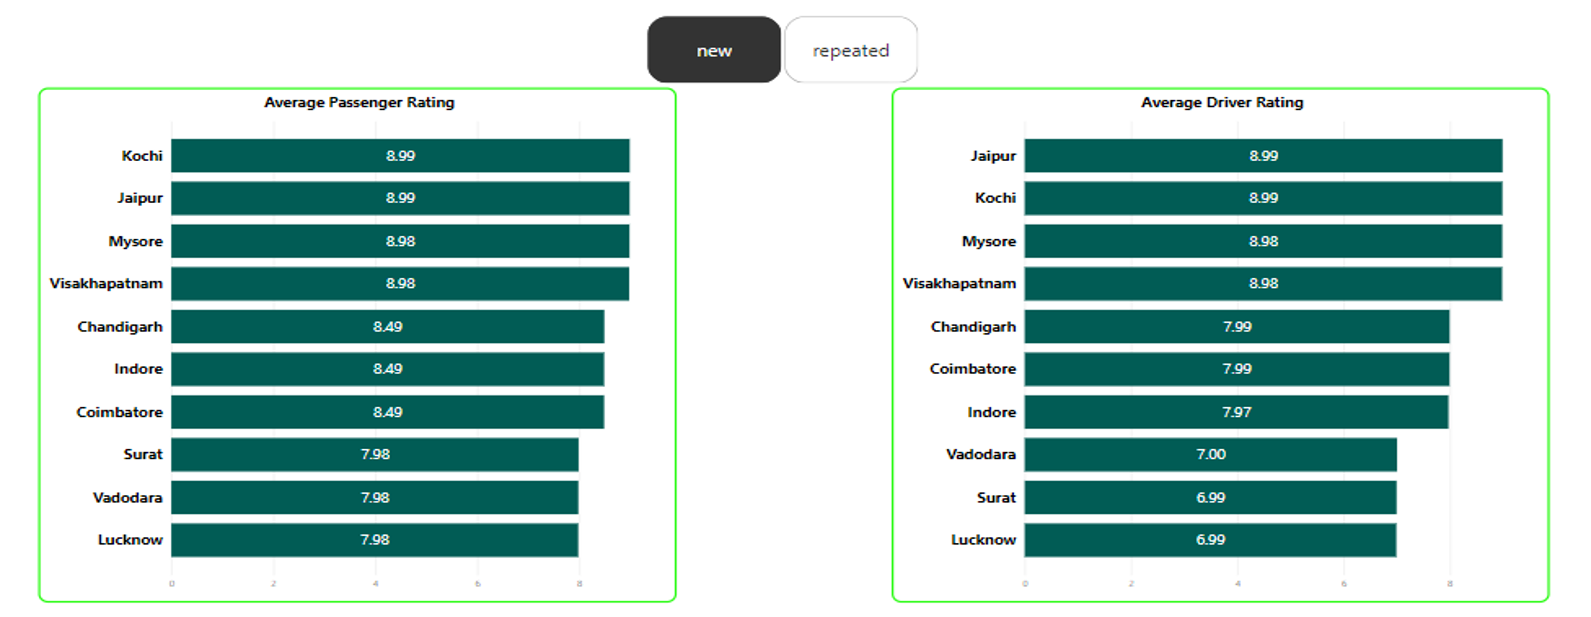 new repeated
Average Passenger Rating
Kochi 8.99
Jaipur 8.99
Mysore 8.98
Visakhapatnam 8.98
Chandigarh 8.49
Indore 8.49
Coimbatore 8.49
Surat 7.98
Vadodara 7.98
Lucknow 7.98
0 2 4 6 8
Average Driver Rating
Jaipur 8.99
Kochi 8.99
Mysore 8.98
Visakhapatnam 8.98
Chandigarh 7.99
Coimbatore 7.99
Indore 7.97
Vadodara 7.00
Surat 6.99
Lucknow 6.99
0 2 4 6 8